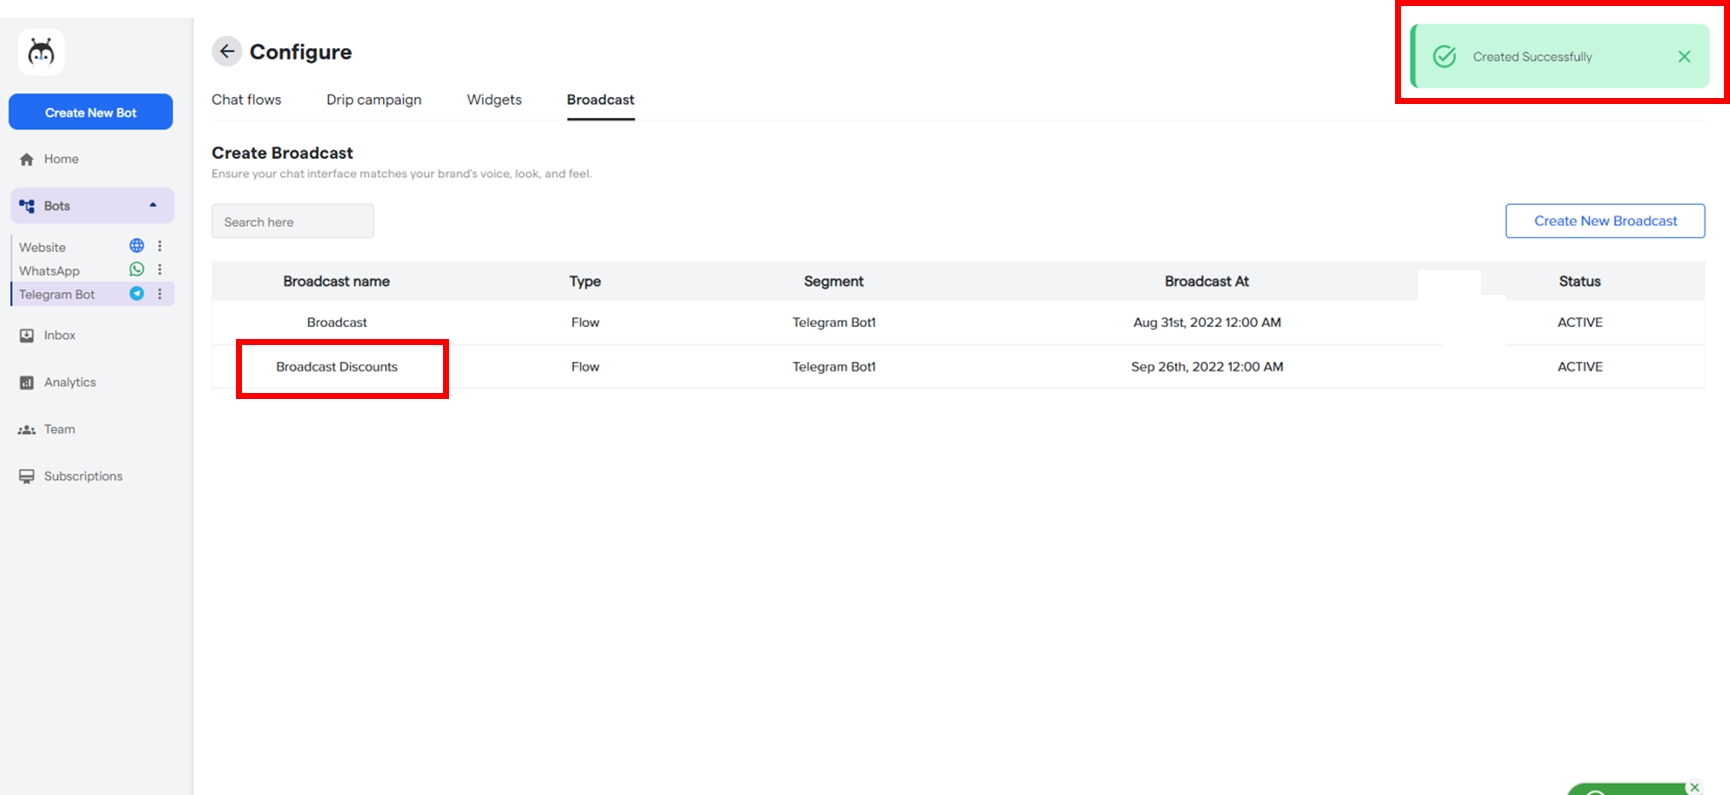 Created Successfully
Configure
Create New Bot
Chat flows Drip campaign Widgets Broadcast
Home
Create Broadcast
Ensure your chat interface matches your brand's voice, look, and feel.
Bots
Search here
Create New Broadcast
Website
WhatsApp
Telegram Bot
Broadcast name Type Segment Broadcast At Status
Broadcast Flow Telegram Bot1 Aug 31st, 2022 12:00 AM ACTIVE
Broadcast Discounts Flow Telegram Bot1 Sep 26th, 2022 12:00 AM ACTIVE
Inbox
Analytics
Team
Subscriptions